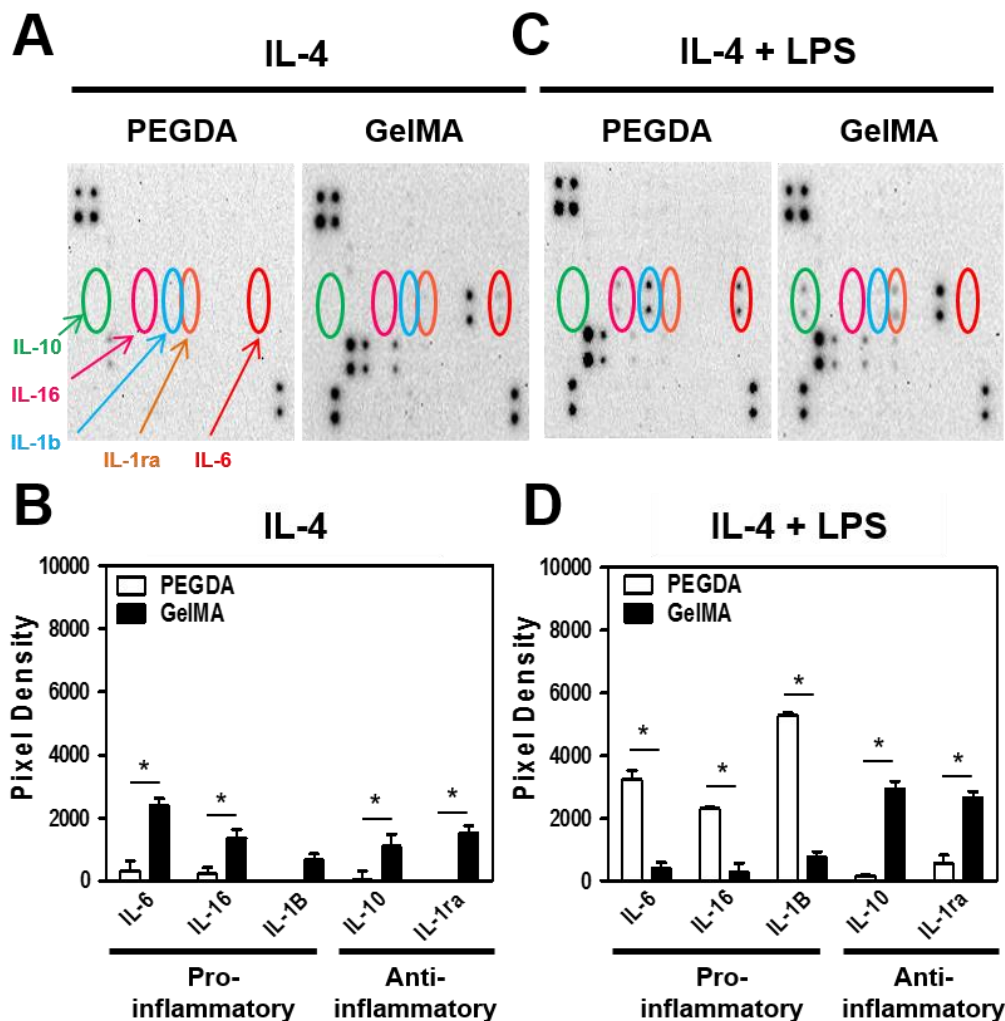 A
IL-4
PEGDA
GelMA
IL-10
IL-16
IL-1b
IL-1ra
IL-6
C
IL-4 + LPS
PEGDA
GelMA
B
IL-4
Pixel Density
10000
8000
6000
4000
2000
0
PEGDA
GelMA
*
*
*
*
IL-6
IL-16
IL-1B
IL-10
IL-1ra
Pro-
inflammatory
Anti-
inflammatory
D
IL-4 + LPS
Pixel Density
10000
8000
6000
4000
2000
0
PEGDA
GelMA
*
*
*
*
*
IL-6
IL-16
IL-1B
IL-10
IL-1ra
Pro-
inflammatory
Anti-
inflammatory